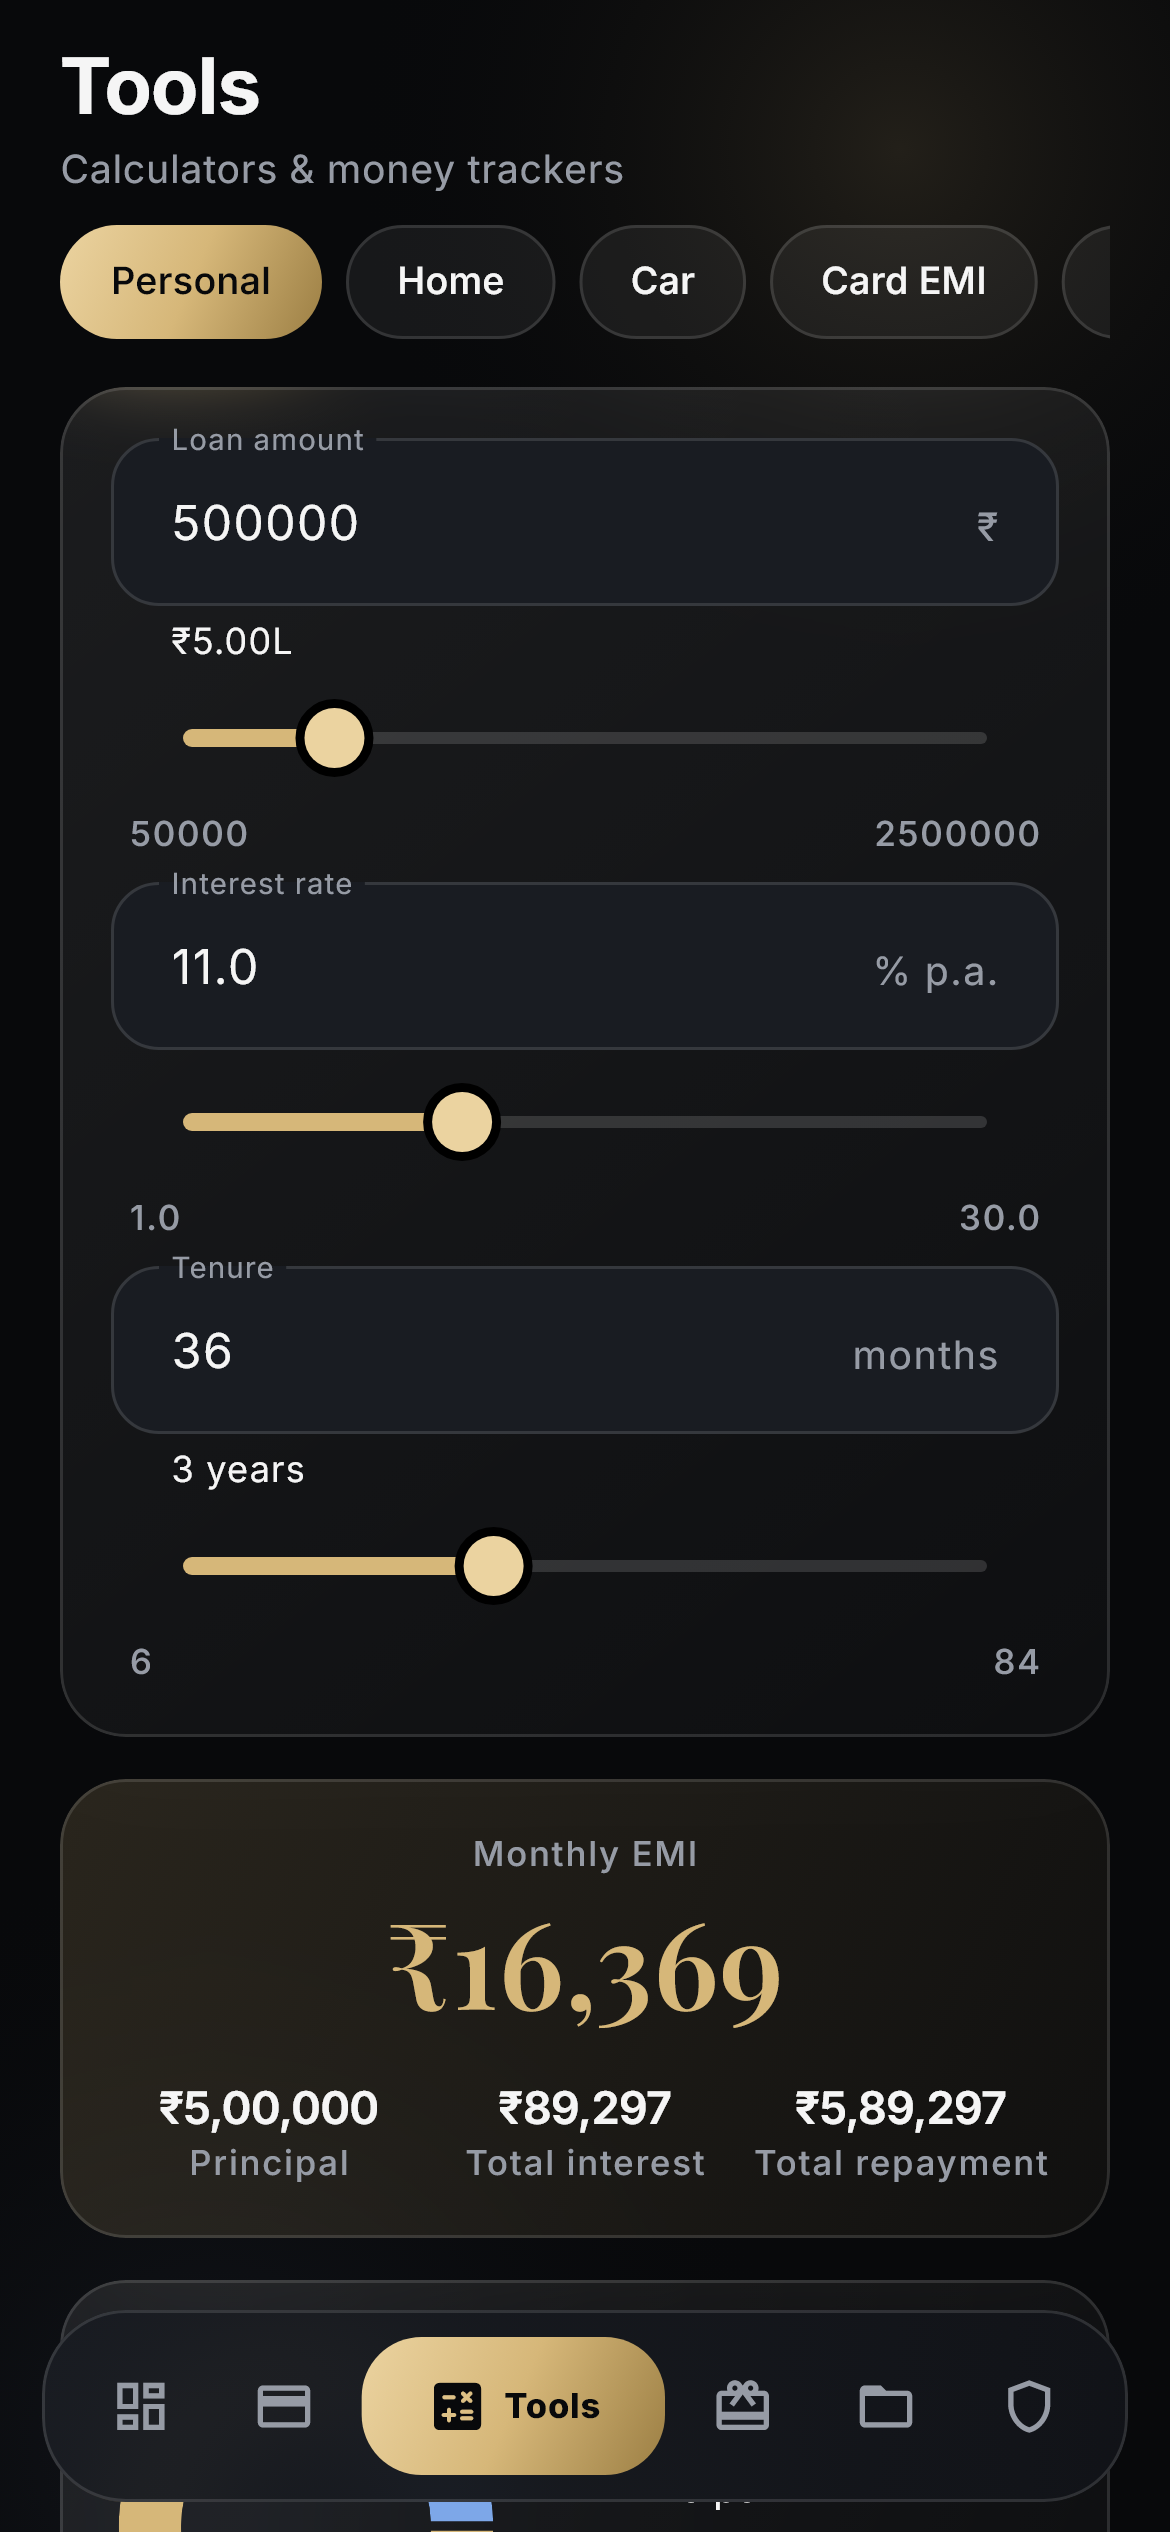 Tools
Calculators & money trackers
Personal Home Car Card EMI
Loan amount
500000 ₹
₹5.00L
50000 2500000
Interest rate
11.0 % p.a.
1.0 30.0
Tenure
36 months
3 years
6 84
Monthly EMI
₹16,369
₹5,00,000 ₹89,297 ₹5,89,297
Principal Total interest Total repayment
Tools